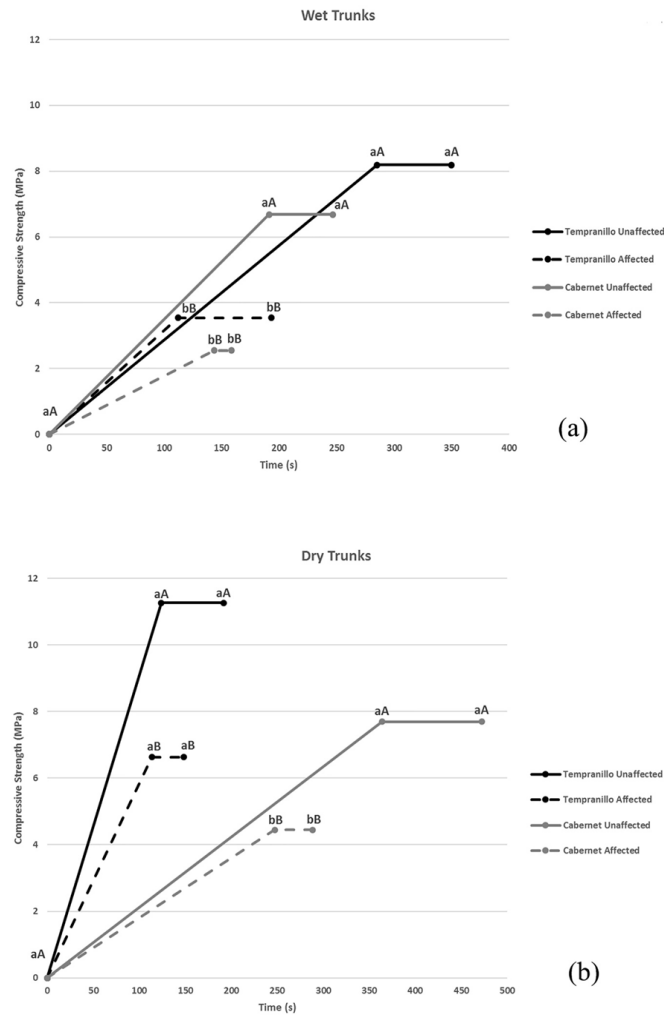 Wet Trunks
12
10
8
6
4
2
0
Compressive Strength (MPa)
aA
aA
aA
aA
bB
bB
bB
bB
aA
0
50
100
150
200
250
300
350
400
Time (s)
Tempranillo Unaffected
Tempranillo Affected
Cabernet Unaffected
Cabernet Affected
(a)
Dry Trunks
12
10
8
6
4
2
0
Compressive Strength (MPa)
aA
aA
aA
aA
aB
aB
bB
bB
aA
0
50
100
150
200
250
300
350
400
450
500
Time (s)
Tempranillo Unaffected
Tempranillo Affected
Cabernet Unaffected
Cabernet Affected
(b)